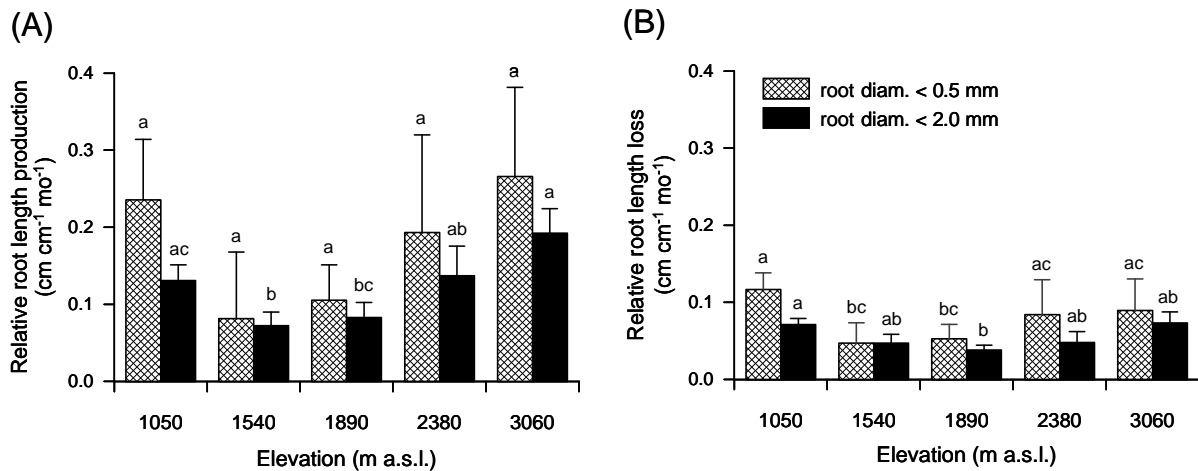 (A)
Relative root length production
(cm cm-1 mo-1)
0.4
0.3
0.2
0.1
0.0
a
ac
a
b
a
bc
a
ab
a
a
1050 1540 1890 2380 3060
Elevation (m a.s.l.)
(B)
Relative root length loss
(cm cm-1 mo-1)
0.4
0.3
0.2
0.1
0.0
root diam. < 0.5 mm
root diam. < 2.0 mm
a
a
bc
ab
bc
b
ac
ab
ac
ab
1050 1540 1890 2380 3060
Elevation (m a.s.l.)